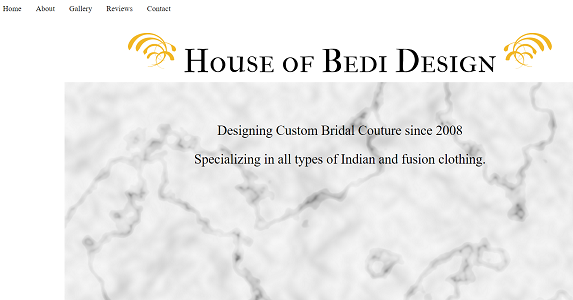 Home About Gallery Reviews Contact
House of Bedi Design
Designing Custom Bridal Couture since 2008
Specializing in all types of Indian and fusion clothing.